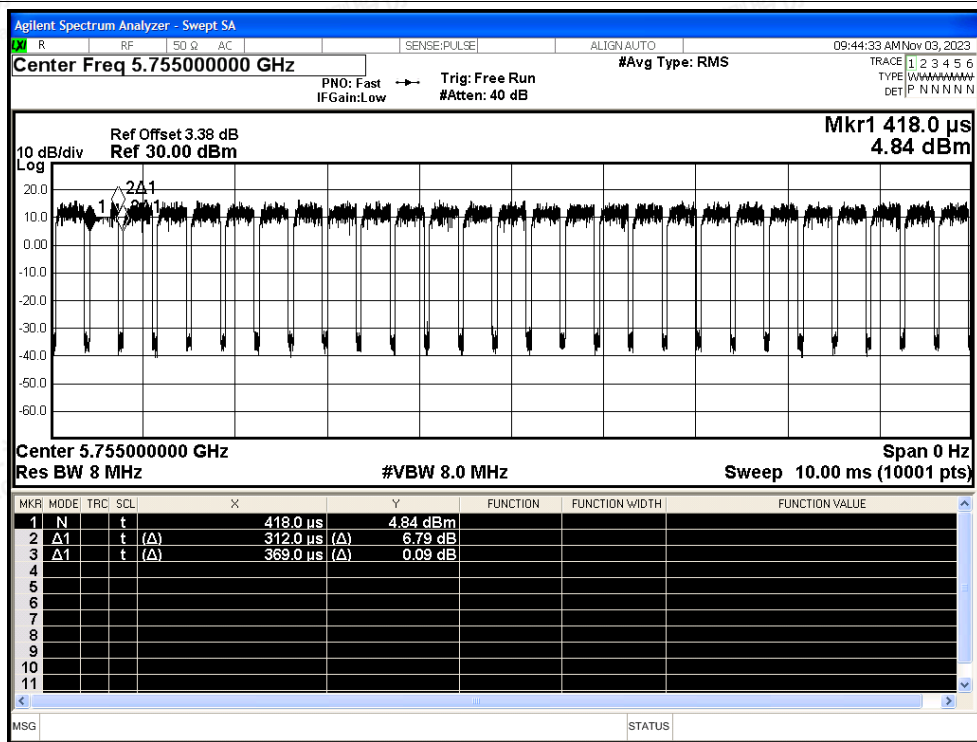 Agilent Spectrum Analyzer - Swept SA
LXI R RF 50 Ω AC SENSE:PULSE ALIGN AUTO 09:44:33 AM Nov 03, 2023
Center Freq 5.755000000 GHz #Avg Type: RMS TRACE 1 2 3 4 5 6
PNO: Fast Trig: Free Run TYPE WWWWWW
IFGain:Low #Atten: 40 dB DET P N N N N N
Ref Offset 3.38 dB Mkr1 418.0 µs
10 dB/div Ref 30.00 dBm 4.84 dBm
Log
20.0
2Δ1
1
10.0
0.00
-10.0
-20.0
-30.0
-40.0
-50.0
-60.0
Center 5.755000000 GHz Span 0 Hz
Res BW 8 MHz #VBW 8.0 MHz Sweep 10.00 ms (10001 pts)
MKR MODE TRC SCL X Y FUNCTION FUNCTION WIDTH FUNCTION VALUE
1 N t 418.0 µs 4.84 dBm
2 Δ1 t (Δ) 312.0 µs (Δ) 6.79 dB
3 Δ1 t (Δ) 369.0 µs (Δ) 0.09 dB
4
5
6
7
8
9
10
11
MSG STATUS